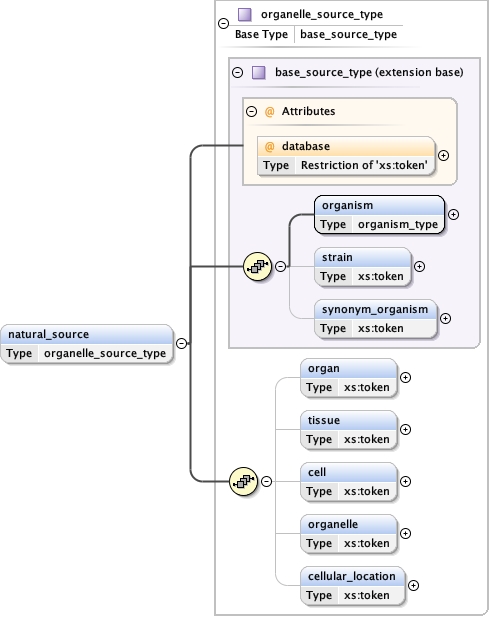 organelle_source_type
Base Type base_source_type
base_source_type (extension base)
@ Attributes
@ database
Type Restriction of 'xs:token'
organism
Type organism_type
strain
Type xs:token
synonym_organism
Type xs:token
natural_source
Type organelle_source_type
organ
Type xs:token
tissue
Type xs:token
cell
Type xs:token
organelle
Type xs:token
cellular_location
Type xs:token